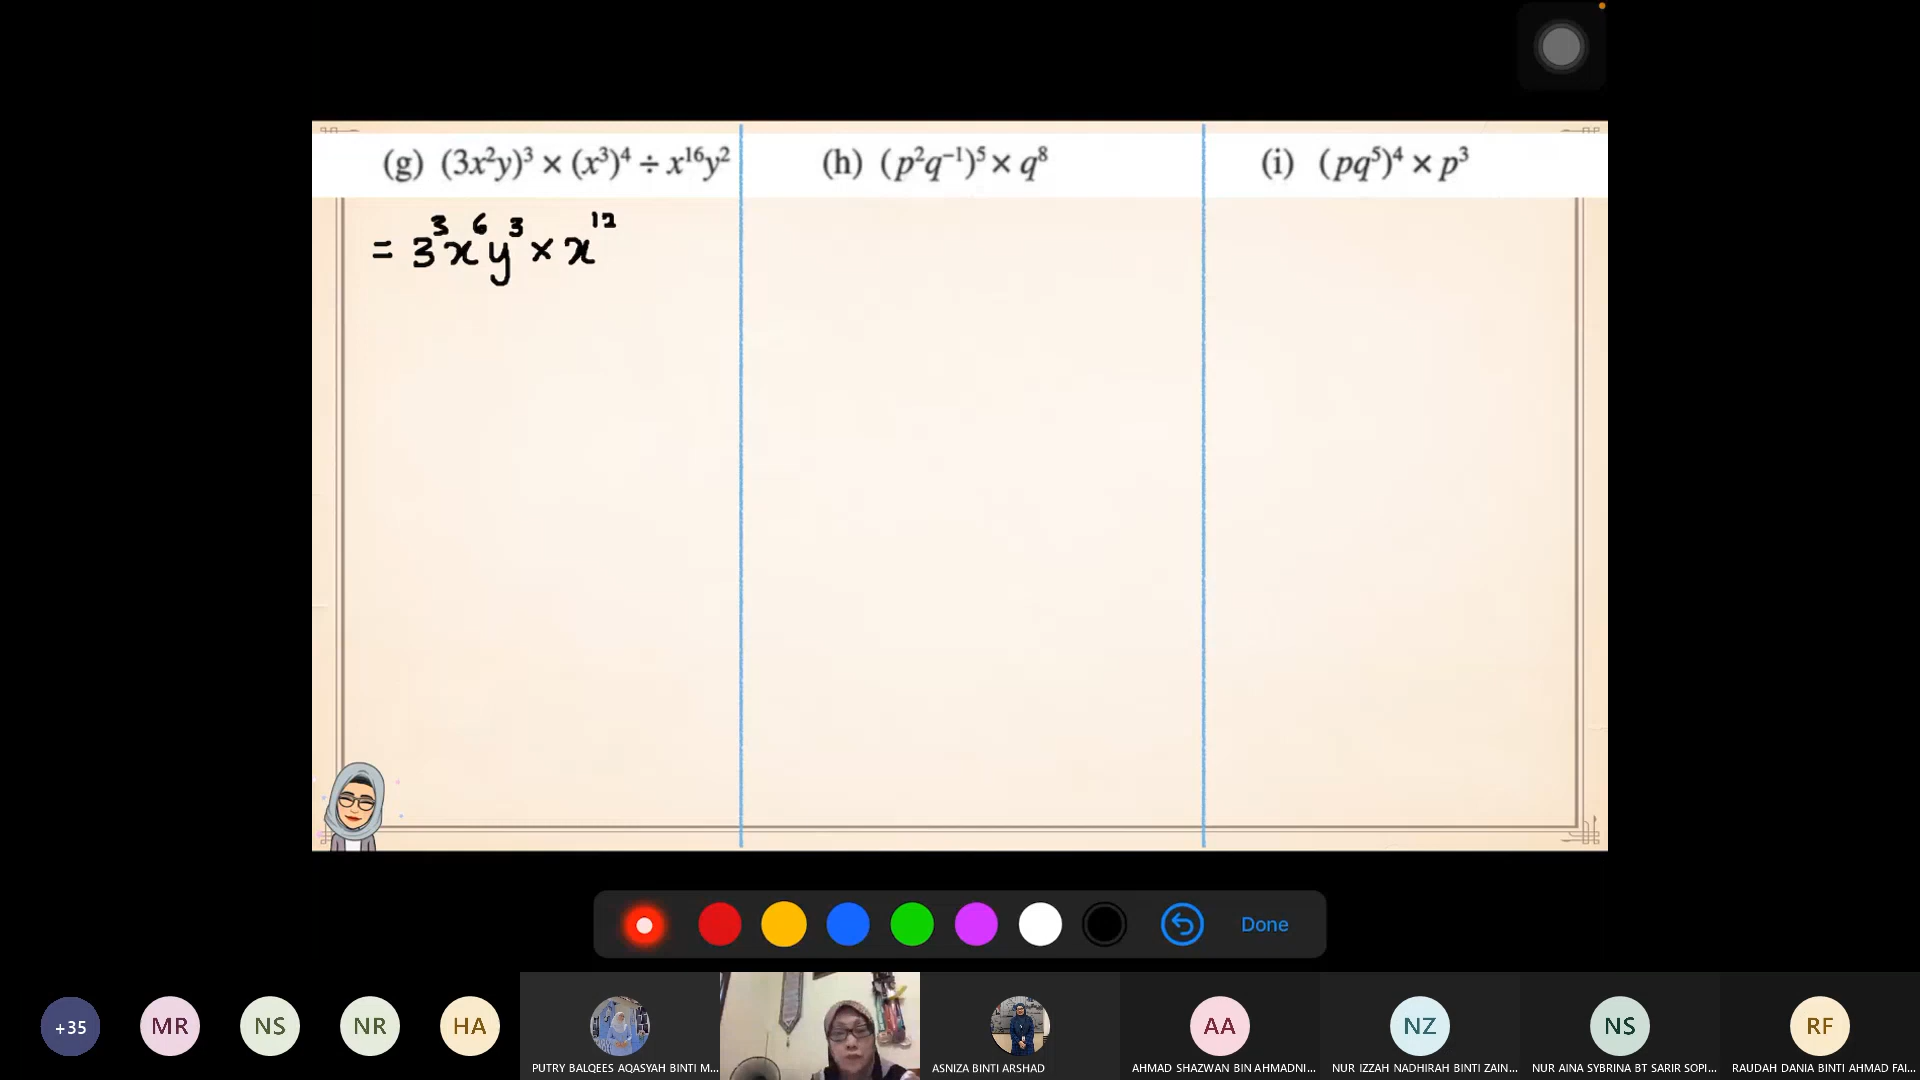 (g) (3x²y)³ × (x³)⁴ ÷ x¹⁶y²
(h) (p²q⁻¹)⁵ × q⁸
(i) (pq⁵)⁴ × p³
= 3³x⁶y³ × x¹²
Done
+35
MR
NS
NR
HA
PUTRY BALQEES AQASYAH BINTI M...
ASNIZA BINTI ARSHAD
AA
AHMAD SHAZWAN BIN AHMADNI...
NZ
NUR IZZAH NADHIRAH BINTI ZAIN...
NS
NUR AINA SYBRINA BT SARIR SOPI...
RF
RAUDAH DANIA BINTI AHMAD FAI...